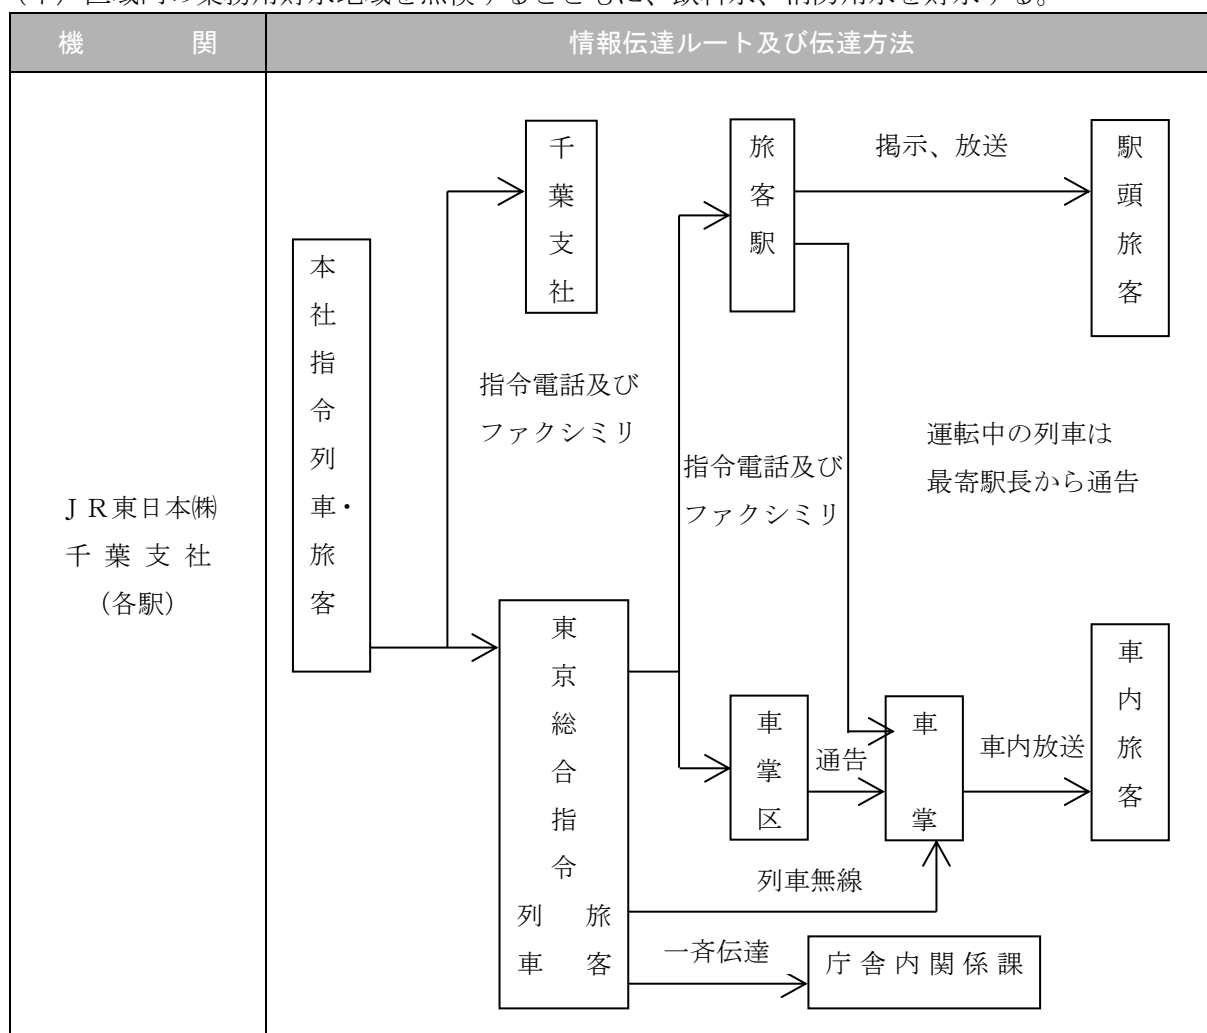 機　関
情報伝達ルート及び伝達方法
ＪＲ東日本㈱
千葉支社
（各駅）
本社指令列車・旅客
千葉支社
指令電話及び
ファクシミリ
東京総合指令
列車
旅客
旅客駅
指令電話及び
ファクシミリ
掲示、放送
駅頭旅客
運転中の列車は
最寄駅長から通告
車掌区
通告
車掌
車内放送
車内旅客
列車無線
一斉伝達
庁舎内関係課